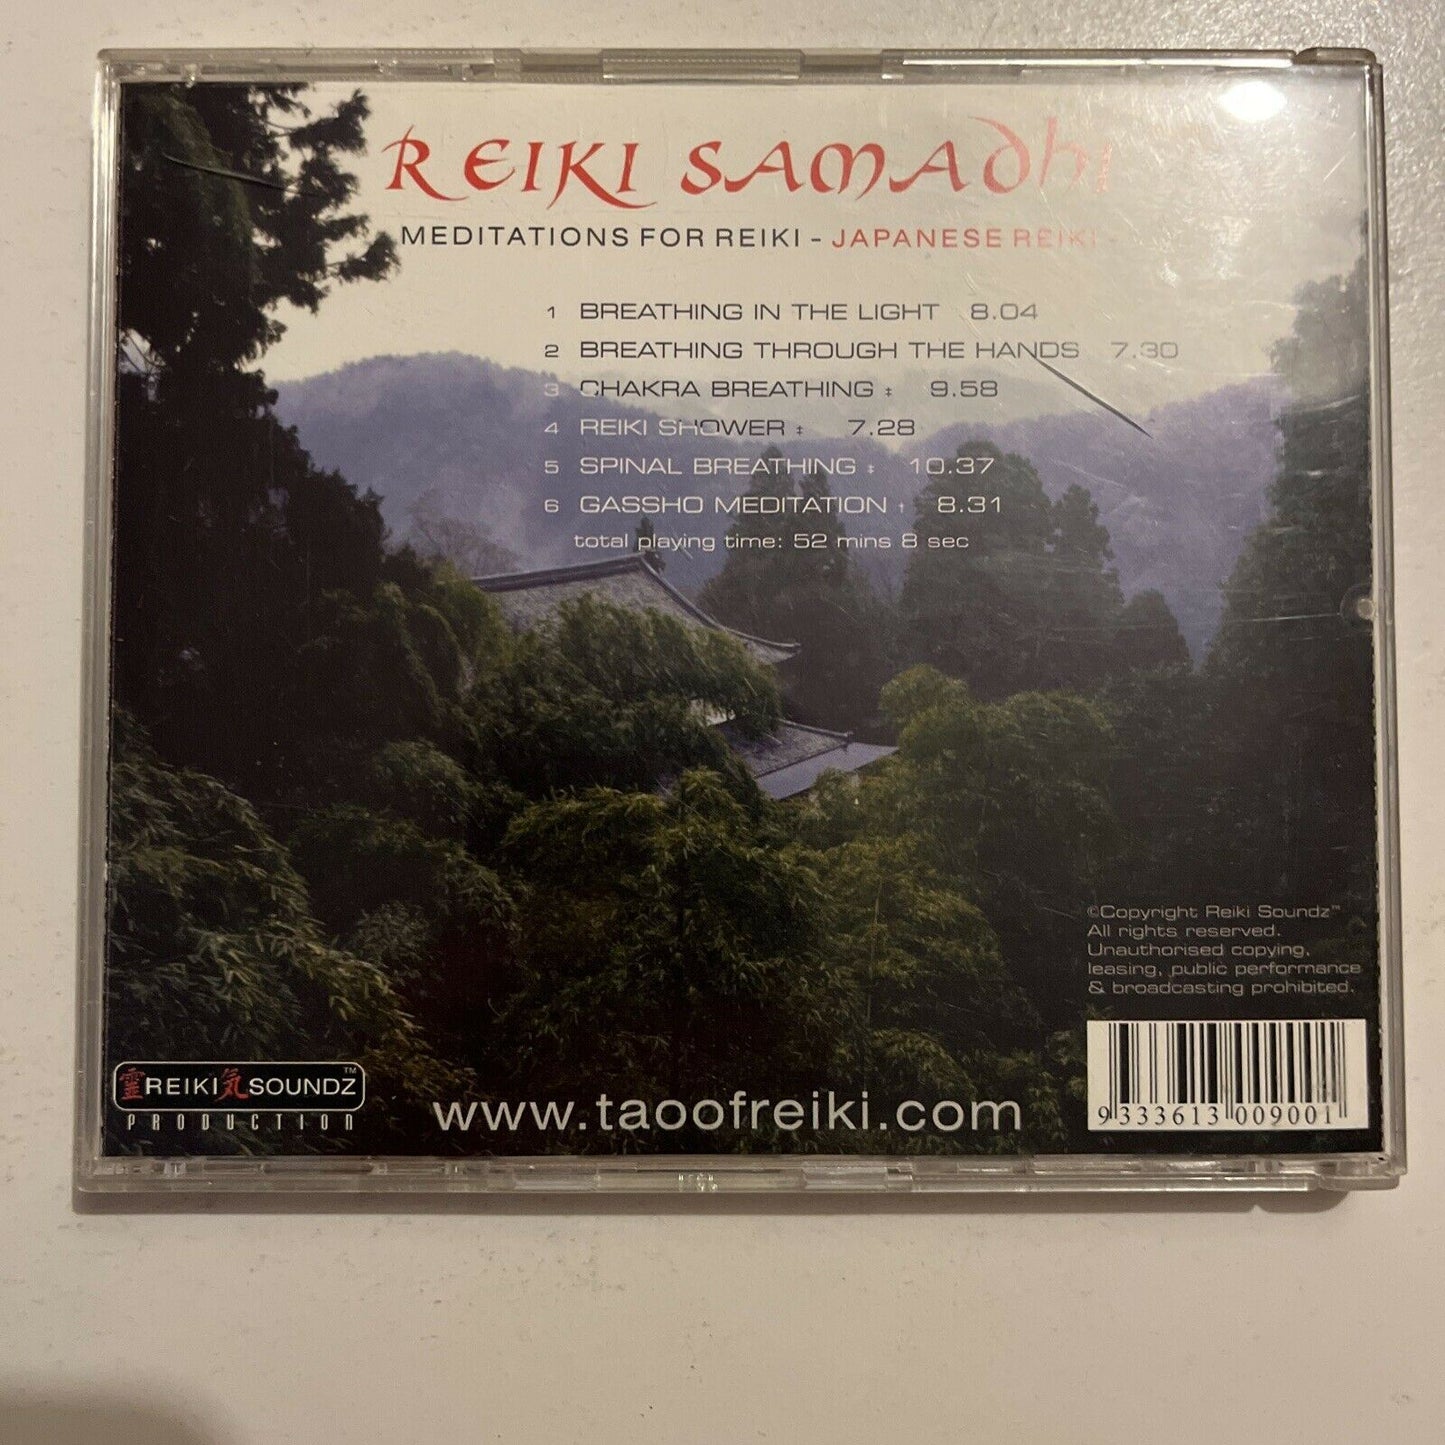 REIKI SAMADHI
MEDITATIONS FOR REIKI - JAPANESE REIKI -
1 BREATHING IN THE LIGHT 8.04
2 BREATHING THROUGH THE HANDS 7.30
3 CHAKRA BREATHING ‡ 9.58
4 REIKI SHOWER ‡ 7.28
5 SPINAL BREATHING ‡ 10.37
6 GASSHO MEDITATION † 8.31
total playing time: 52 mins 8 sec
©Copyright Reiki Soundz™
All rights reserved.
Unauthorised copying,
leasing, public performance
& broadcasting prohibited.
靈REIKI気SOUNDZ™
PRODUCTION
www.taoofreiki.com
9 333613 009001